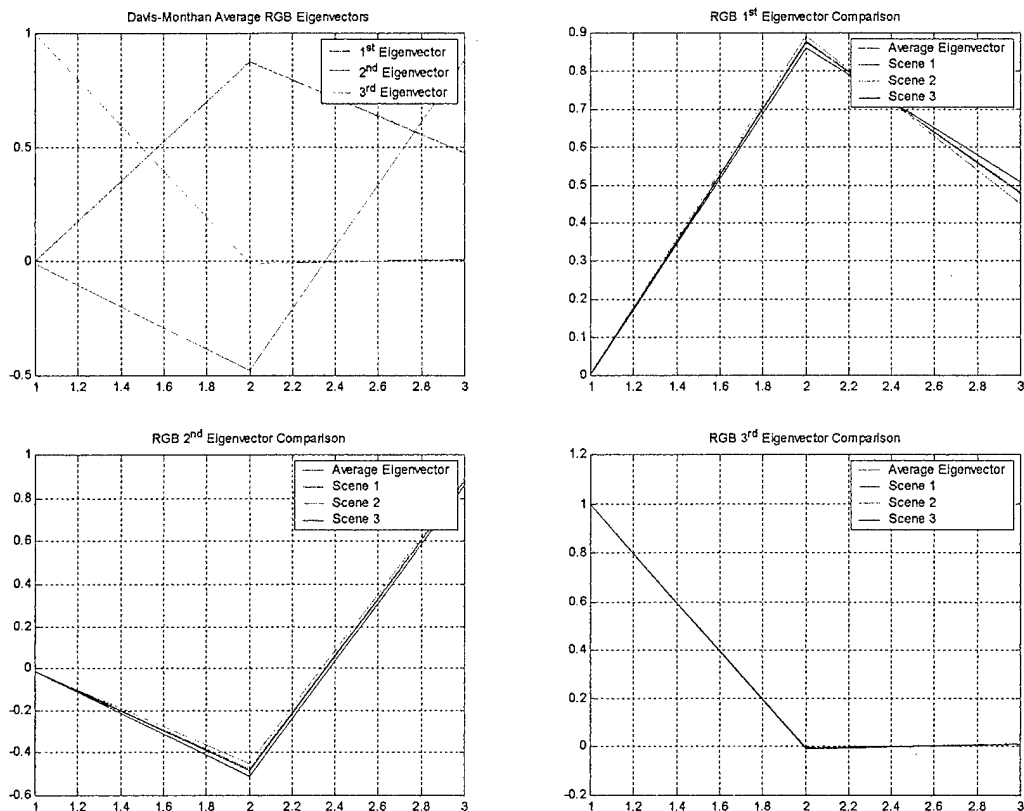 Davis-Monthan Average RGB Eigenvectors
1
0.5
0
-0.5
1st Eigenvector
2nd Eigenvector
3rd Eigenvector
1 1.2 1.4 1.6 1.8 2 2.2 2.4 2.6 2.8 3
RGB 1st Eigenvector Comparison
0.9
0.8
0.7
0.6
0.5
0.4
0.3
0.2
0.1
0
Average Eigenvector
Scene 1
Scene 2
Scene 3
1 1.2 1.4 1.6 1.8 2 2.2 2.4 2.6 2.8 3
RGB 2nd Eigenvector Comparison
1
0.8
0.6
0.4
0.2
0
-0.2
-0.4
-0.6
Average Eigenvector
Scene 1
Scene 2
Scene 3
1 1.2 1.4 1.6 1.8 2 2.2 2.4 2.6 2.8 3
RGB 3rd Eigenvector Comparison
1.2
1
0.8
0.6
0.4
0.2
0
-0.2
Average Eigenvector
Scene 1
Scene 2
Scene 3
1 1.2 1.4 1.6 1.8 2 2.2 2.4 2.6 2.8 3